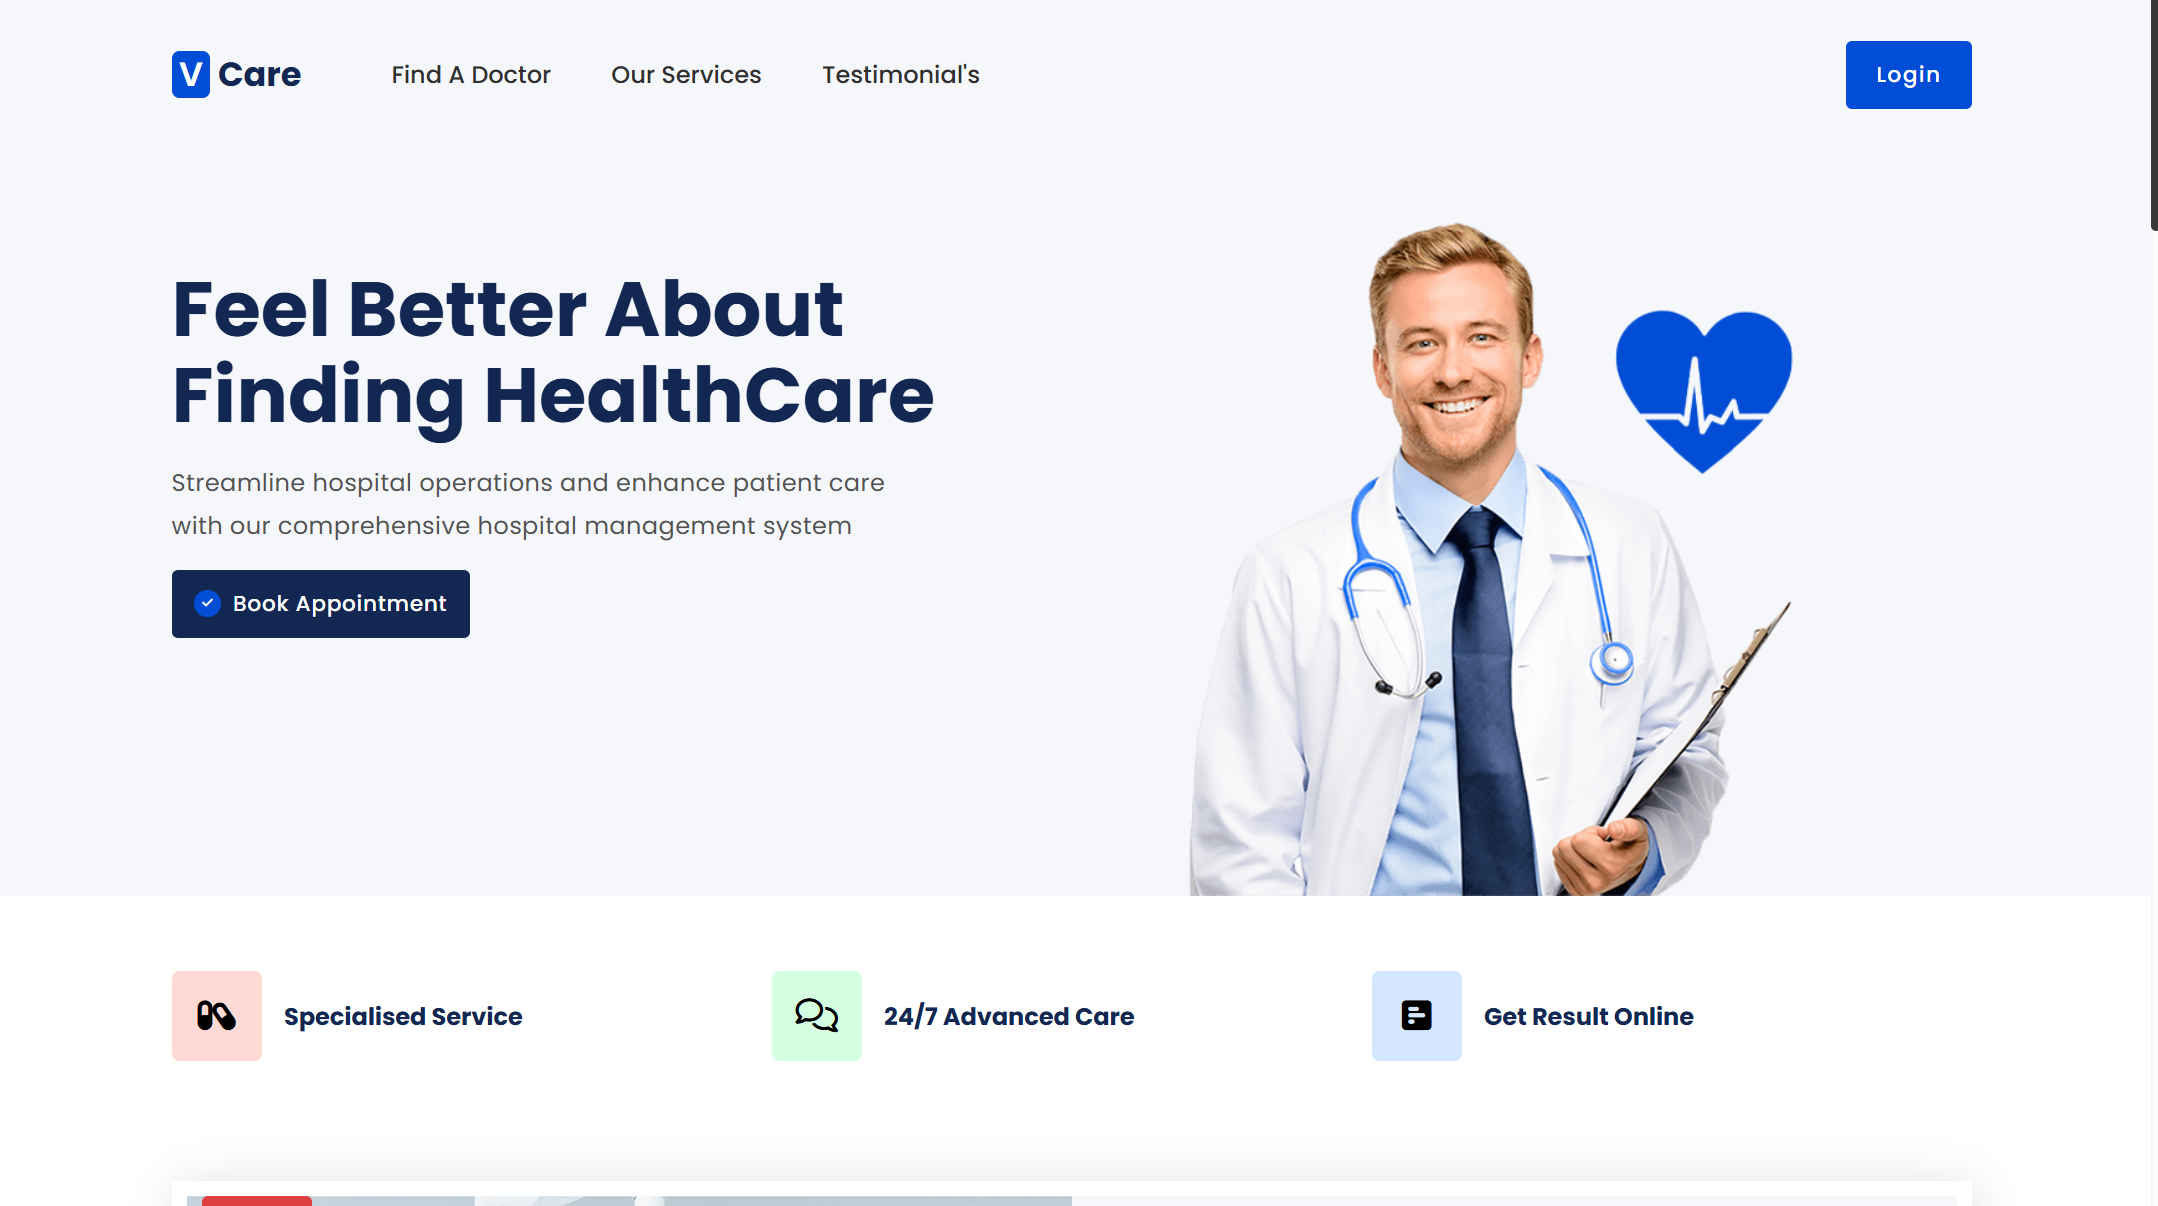 V Care
Find A Doctor
Our Services
Testimonial's
Login
Feel Better About
Finding HealthCare
Streamline hospital operations and enhance patient care
with our comprehensive hospital management system
Book Appointment
Specialised Service
24/7 Advanced Care
Get Result Online